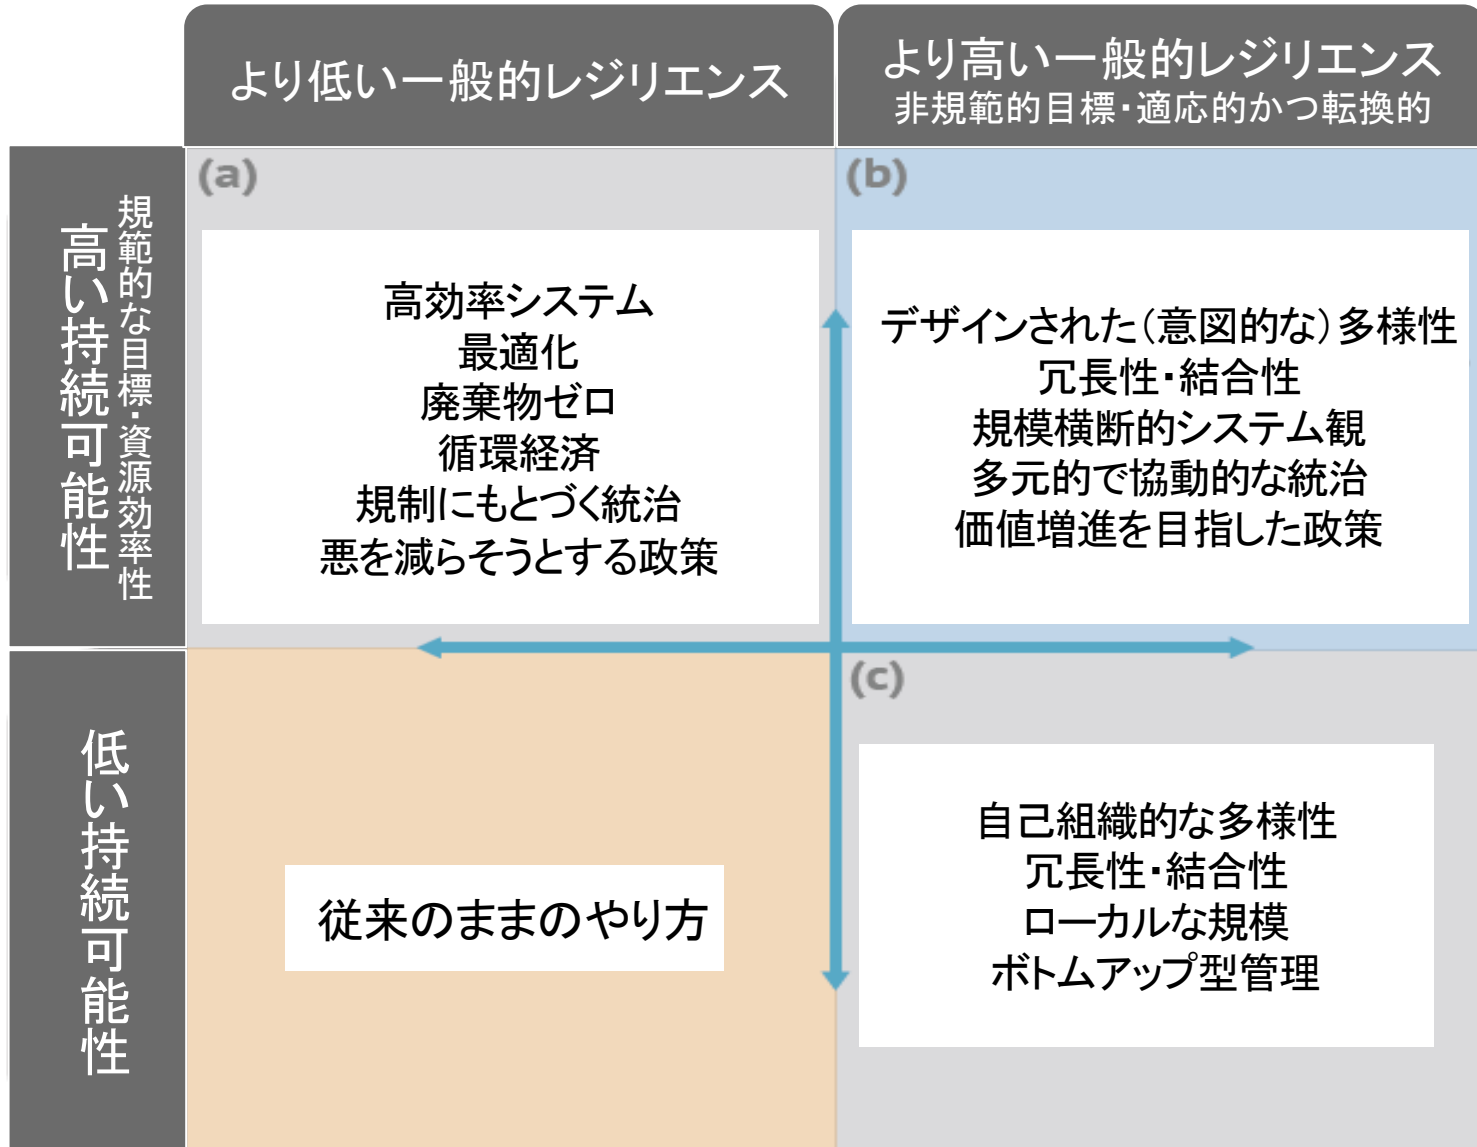 より低い一般的レジリエンス
より高い一般的レジリエンス
非規範的目標・適応的かつ転換的
高い持続可能性
規範的な目標・資源効率性
(a)
高効率システム
最適化
廃棄物ゼロ
循環経済
規制にもとづく統治
悪を減らそうとする政策
(b)
デザインされた(意図的な)多様性
冗長性・結合性
規模横断的システム観
多元的で協動的な統治
価値増進を目指した政策
低い持続可能性
従来のままのやり方
(c)
自己組織的な多様性
冗長性・結合性
ローカルな規模
ボトムアップ型管理